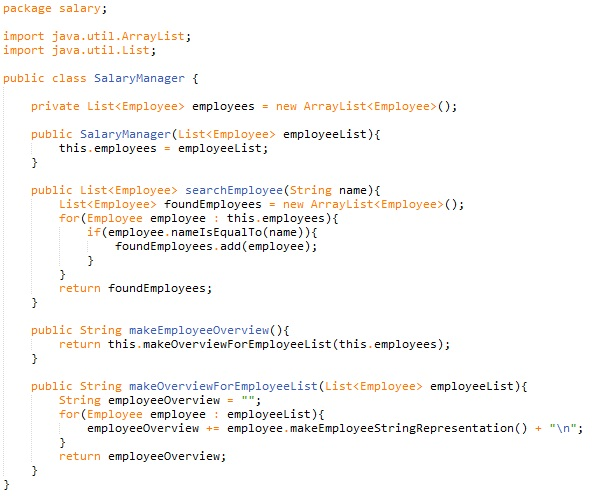 package salary;

import java.util.ArrayList;
import java.util.List;

public class SalaryManager {

    private List<Employee> employees = new ArrayList<Employee>();

    public SalaryManager(List<Employee> employeeList){
        this.employees = employeeList;
    }

    public List<Employee> searchEmployee(String name){
        List<Employee> foundEmployees = new ArrayList<Employee>();
        for(Employee employee : this.employees){
            if(employee.nameIsEqualTo(name)){
                foundEmployees.add(employee);
            }
        }
        return foundEmployees;
    }

    public String makeEmployeeOverview(){
        return this.makeOverviewForEmployeeList(this.employees);
    }

    public String makeOverviewForEmployeeList(List<Employee> employeeList){
        String employeeOverview = "";
        for(Employee employee : employeeList){
            employeeOverview += employee.makeEmployeeStringRepresentation() + "\n";
        }
        return employeeOverview;
    }
}